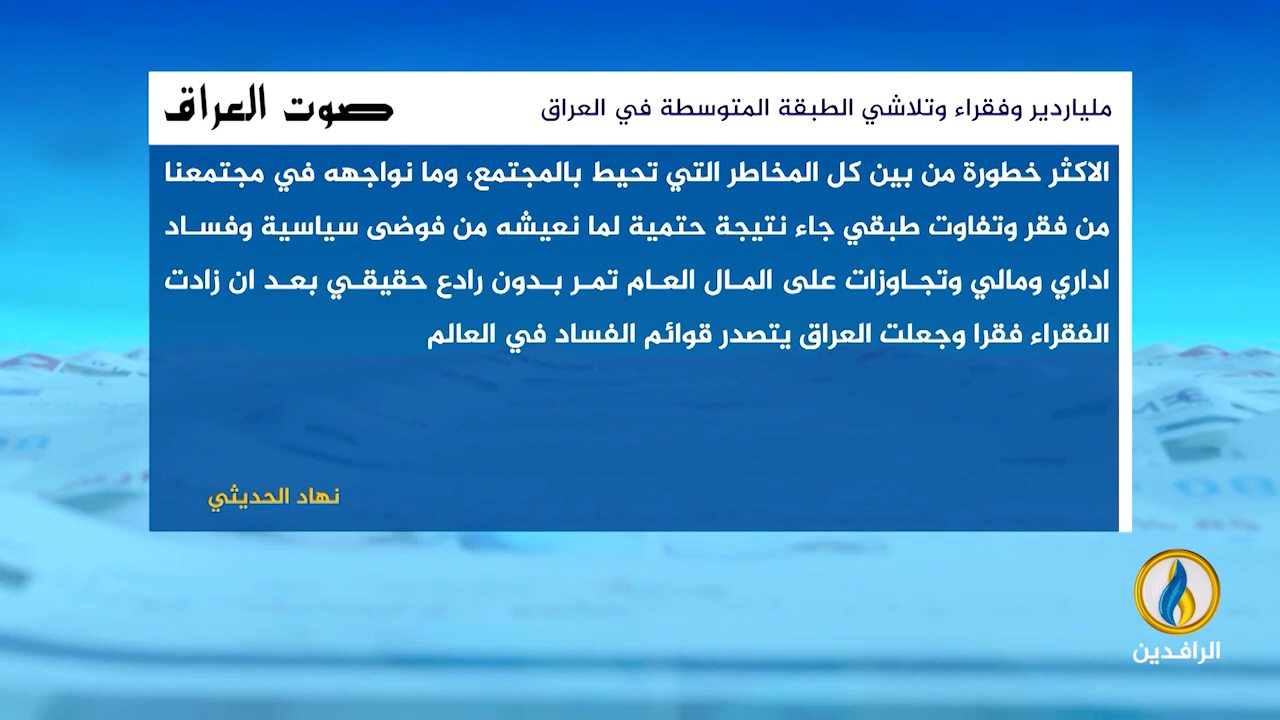 ملياردير وفقراء وتلاشي الطبقة المتوسطة في العراق
صوت العراق
الاكثر خطورة من بين كل المخاطر التي تحيط بالمجتمع، وما نواجهه في مجتمعنا
من فقر وتفاوت طبقي جاء نتيجة حتمية لما نعيشه من فوضى سياسية وفساد
اداري ومالي وتجاوزات على المال العام تمر بدون رادع حقيقي بعد ان زادت
الفقراء فقرا وجعلت العراق يتصدر قوائم الفساد في العالم
نهاد الحديثي
الرافدين